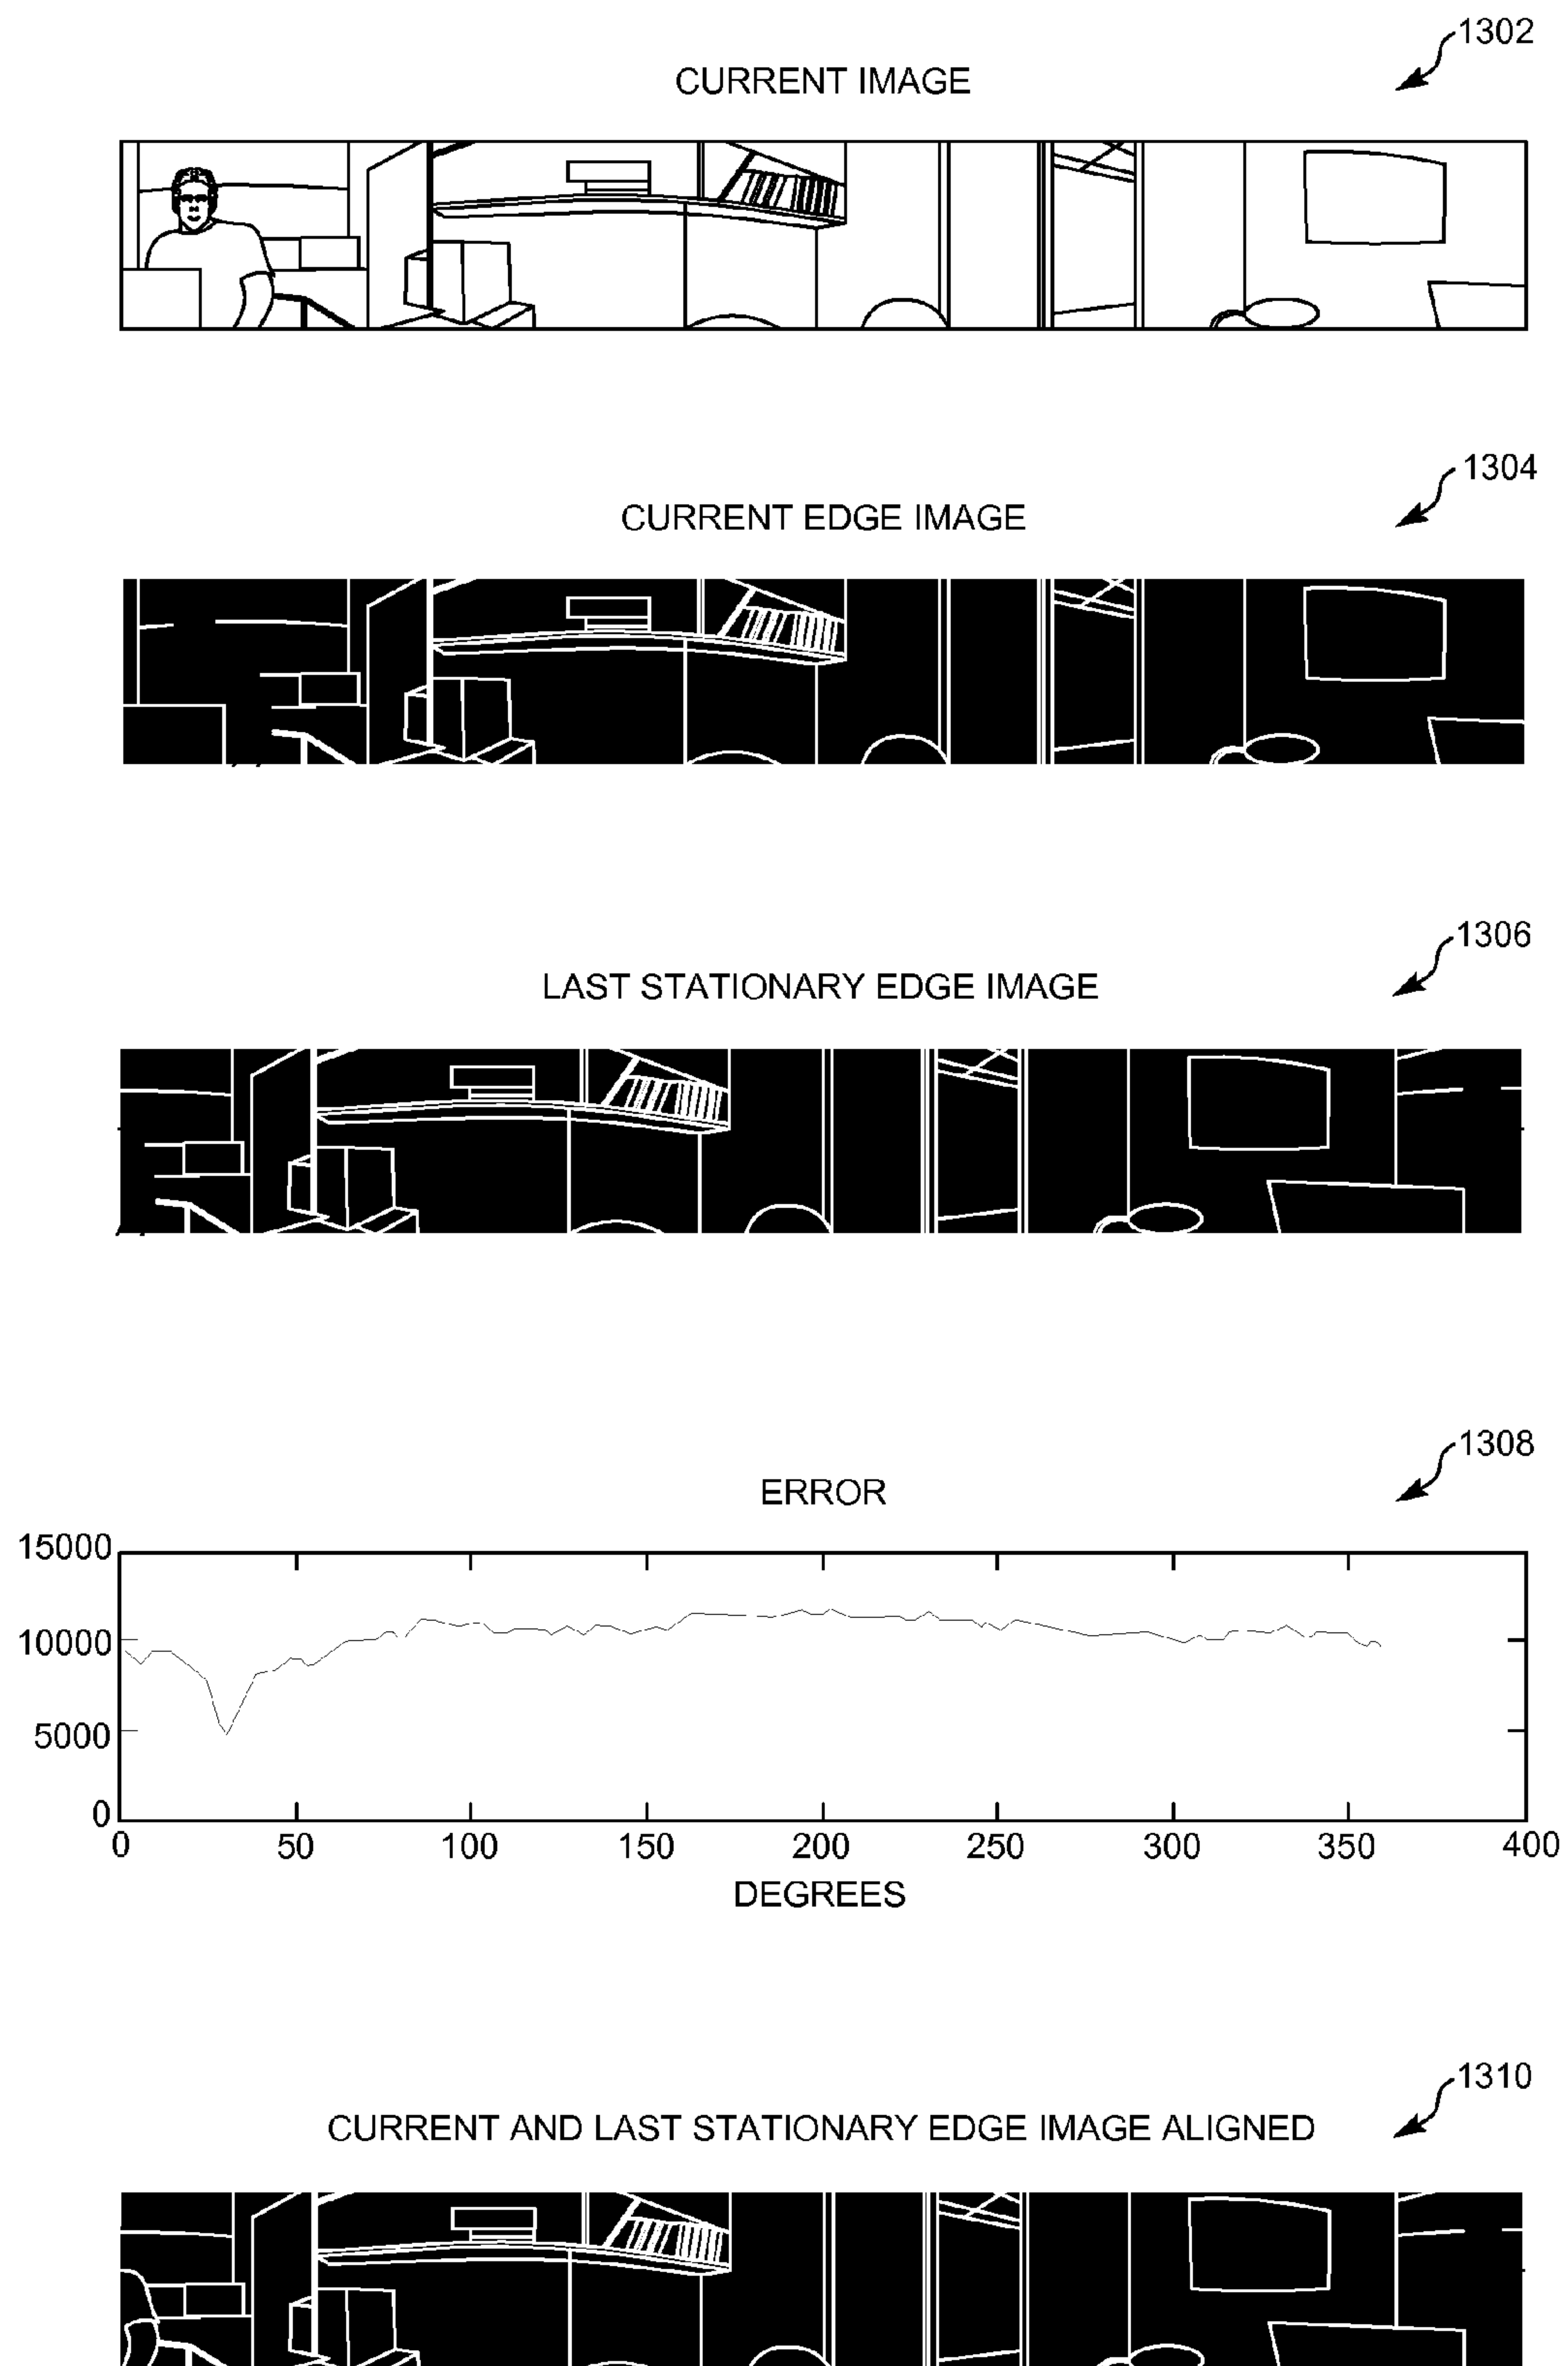 1302
CURRENT IMAGE
1304
CURRENT EDGE IMAGE
1306
LAST STATIONARY EDGE IMAGE
1308
ERROR
15000
10000
5000
0
0 50 100 150 200 250 300 350 400
DEGREES
1310
CURRENT AND LAST STATIONARY EDGE IMAGE ALIGNED